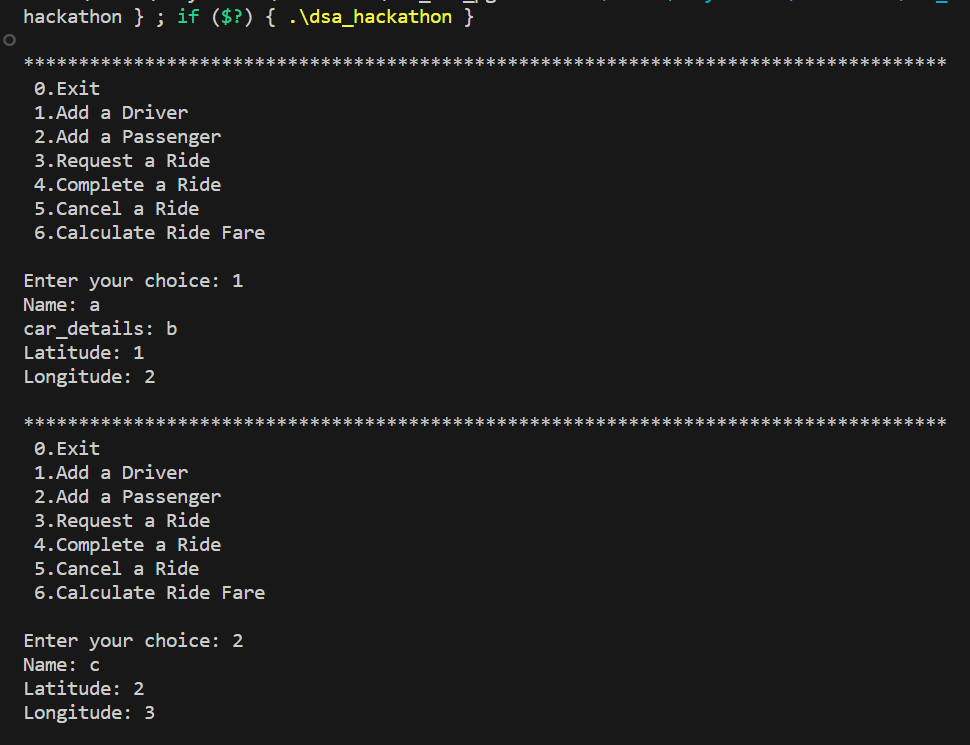 hackathon } ; if ($?) { .\dsa_hackathon }
************************************************************************************
0.Exit
1.Add a Driver
2.Add a Passenger
3.Request a Ride
4.Complete a Ride
5.Cancel a Ride
6.Calculate Ride Fare
Enter your choice: 1
Name: a
car_details: b
Latitude: 1
Longitude: 2
************************************************************************************
0.Exit
1.Add a Driver
2.Add a Passenger
3.Request a Ride
4.Complete a Ride
5.Cancel a Ride
6.Calculate Ride Fare
Enter your choice: 2
Name: c
Latitude: 2
Longitude: 3